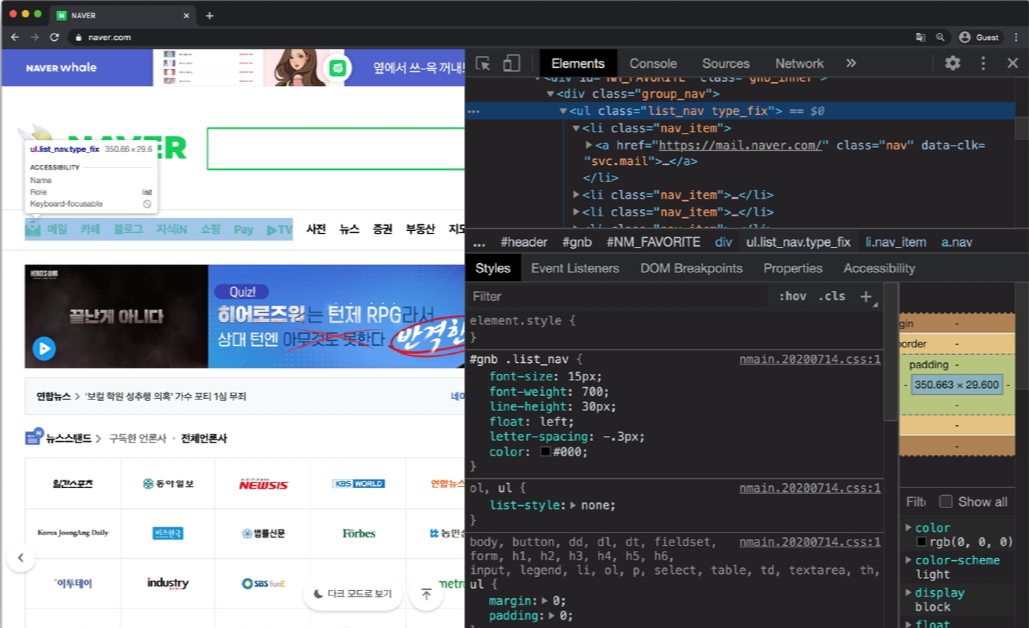 NAVER
naver.com
Guest
NAVER whale
옆에서 쓰-윽 꺼내
NAVER
ul.list_nav.type_fix 350.66 × 29.6
ACCESSIBILITY
Name
Role list
Keyboard-focusable
메일 카페 블로그 지식iN 쇼핑 Pay ▶TV 사전 뉴스 증권 부동산 지도
끝난게 아니다
Quiz!
히어로즈워는 턴제 RPG라서
상대 턴엔 아무것도 못한다 반격한
연합뉴스 > '보컬 학원 성추행 의혹' 가수 포티 1심 무죄
네이
뉴스스탠드 > 구독한 언론사 · 전체언론사
일간스포츠 동아일보 NEWSIS KBS WORLD 연합뉴스
Korea JoongAng Daily 비즈한국 법률신문 Forbes 농민신
이투데이 industry SBS funE metr
다크 모드로 보기
Elements Console Sources Network »
<div id="NM_FAVORITE" class="gnb_inner">
▼<div class="group_nav">
… ▼<ul class="list_nav type_fix"> == $0
▼<li class="nav_item">
▶<a href="https://mail.naver.com/" class="nav" data-clk=
"svc.mail">…</a>
</li>
▶<li class="nav_item">…</li>
▶<li class="nav_item">…</li>
... #header #gnb #NM_FAVORITE div ul.list_nav.type_fix li.nav_item a.nav
Styles Event Listeners DOM Breakpoints Properties Accessibility
Filter :hov .cls +
element.style {
}
#gnb .list_nav { nmain.20200714.css:1
font-size: 15px;
font-weight: 700;
line-height: 30px;
float: left;
letter-spacing: -.3px;
color: #000;
}
ol, ul { nmain.20200714.css:1
list-style:▶ none;
}
body, button, dd, dl, dt, fieldset, nmain.20200714.css:1
form, h1, h2, h3, h4, h5, h6,
input, legend, li, ol, p, select, table, td, textarea, th,
ul {
margin:▶ 0;
padding:▶ 0;
gin -
border -
padding -
- 350.663 × 29.600 -
-
-
-
Filt Show all
▶ color
rgb(0, 0, 0)
▶ color-scheme
light
▶ display
block
▶ float